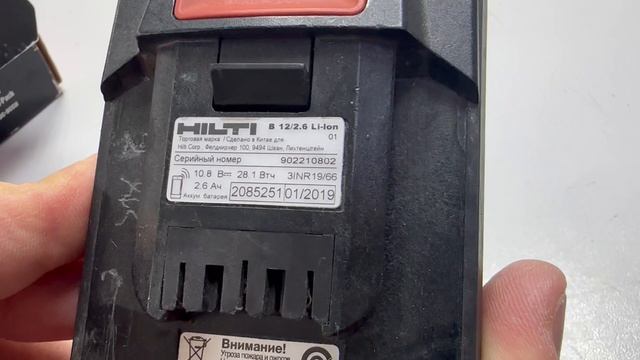 HILTI B 12/2.6 Li-Ion
Торговая марка / Сделано в Китае для 01
Hilti Corp., Фелдкирхер 100, 9494 Шаан, Лихтенштейн
Серийный номер 902210802
10.8 В 28.1 Втч 3INR19/66
2.6 Ач
Аккум. батарея 2085251 01/2019
Внимание!
Угроза пожара и ожогов